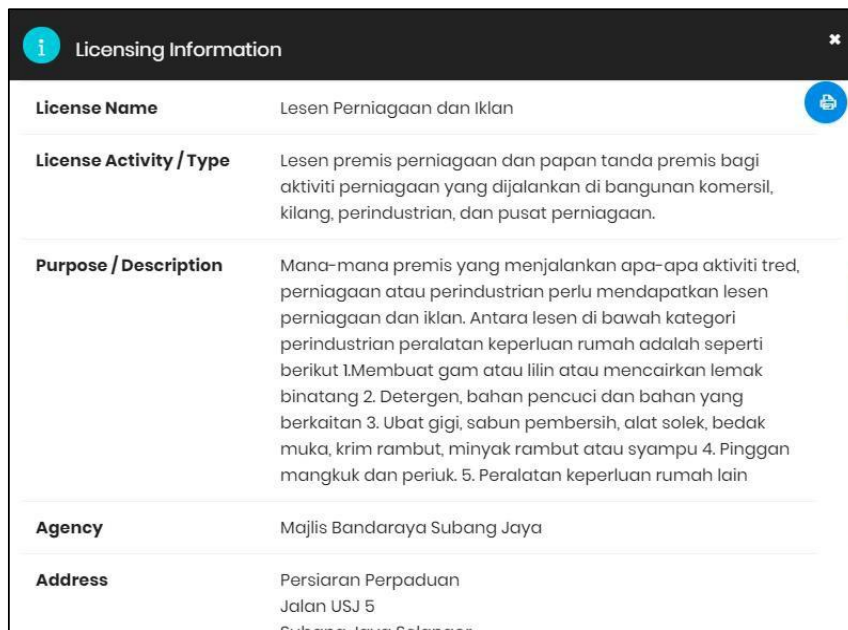 Licensing Information
License Name
Lesen Perniagaan dan Iklan
License Activity / Type
Lesen premis perniagaan dan papan tanda premis bagi
aktiviti perniagaan yang dijalankan di bangunan komersil,
kilang, perindustrian, dan pusat perniagaan.
Purpose / Description
Mana-mana premis yang menjalankan apa-apa aktiviti tred,
perniagaan atau perindustrian perlu mendapatkan lesen
perniagaan dan iklan. Antara lesen di bawah kategori
perindustrian peralatan keperluan rumah adalah seperti
berikut 1.Membuat gam atau lilin atau mencairkan lemak
binatang 2. Detergen, bahan pencuci dan bahan yang
berkaitan 3. Ubat gigi, sabun pembersih, alat solek, bedak
muka, krim rambut, minyak rambut atau syampu 4. Pinggan
mangkuk dan periuk. 5. Peralatan keperluan rumah lain
Agency
Majlis Bandaraya Subang Jaya
Address
Persiaran Perpaduan
Jalan USJ 5
Subang Jaya Selangor